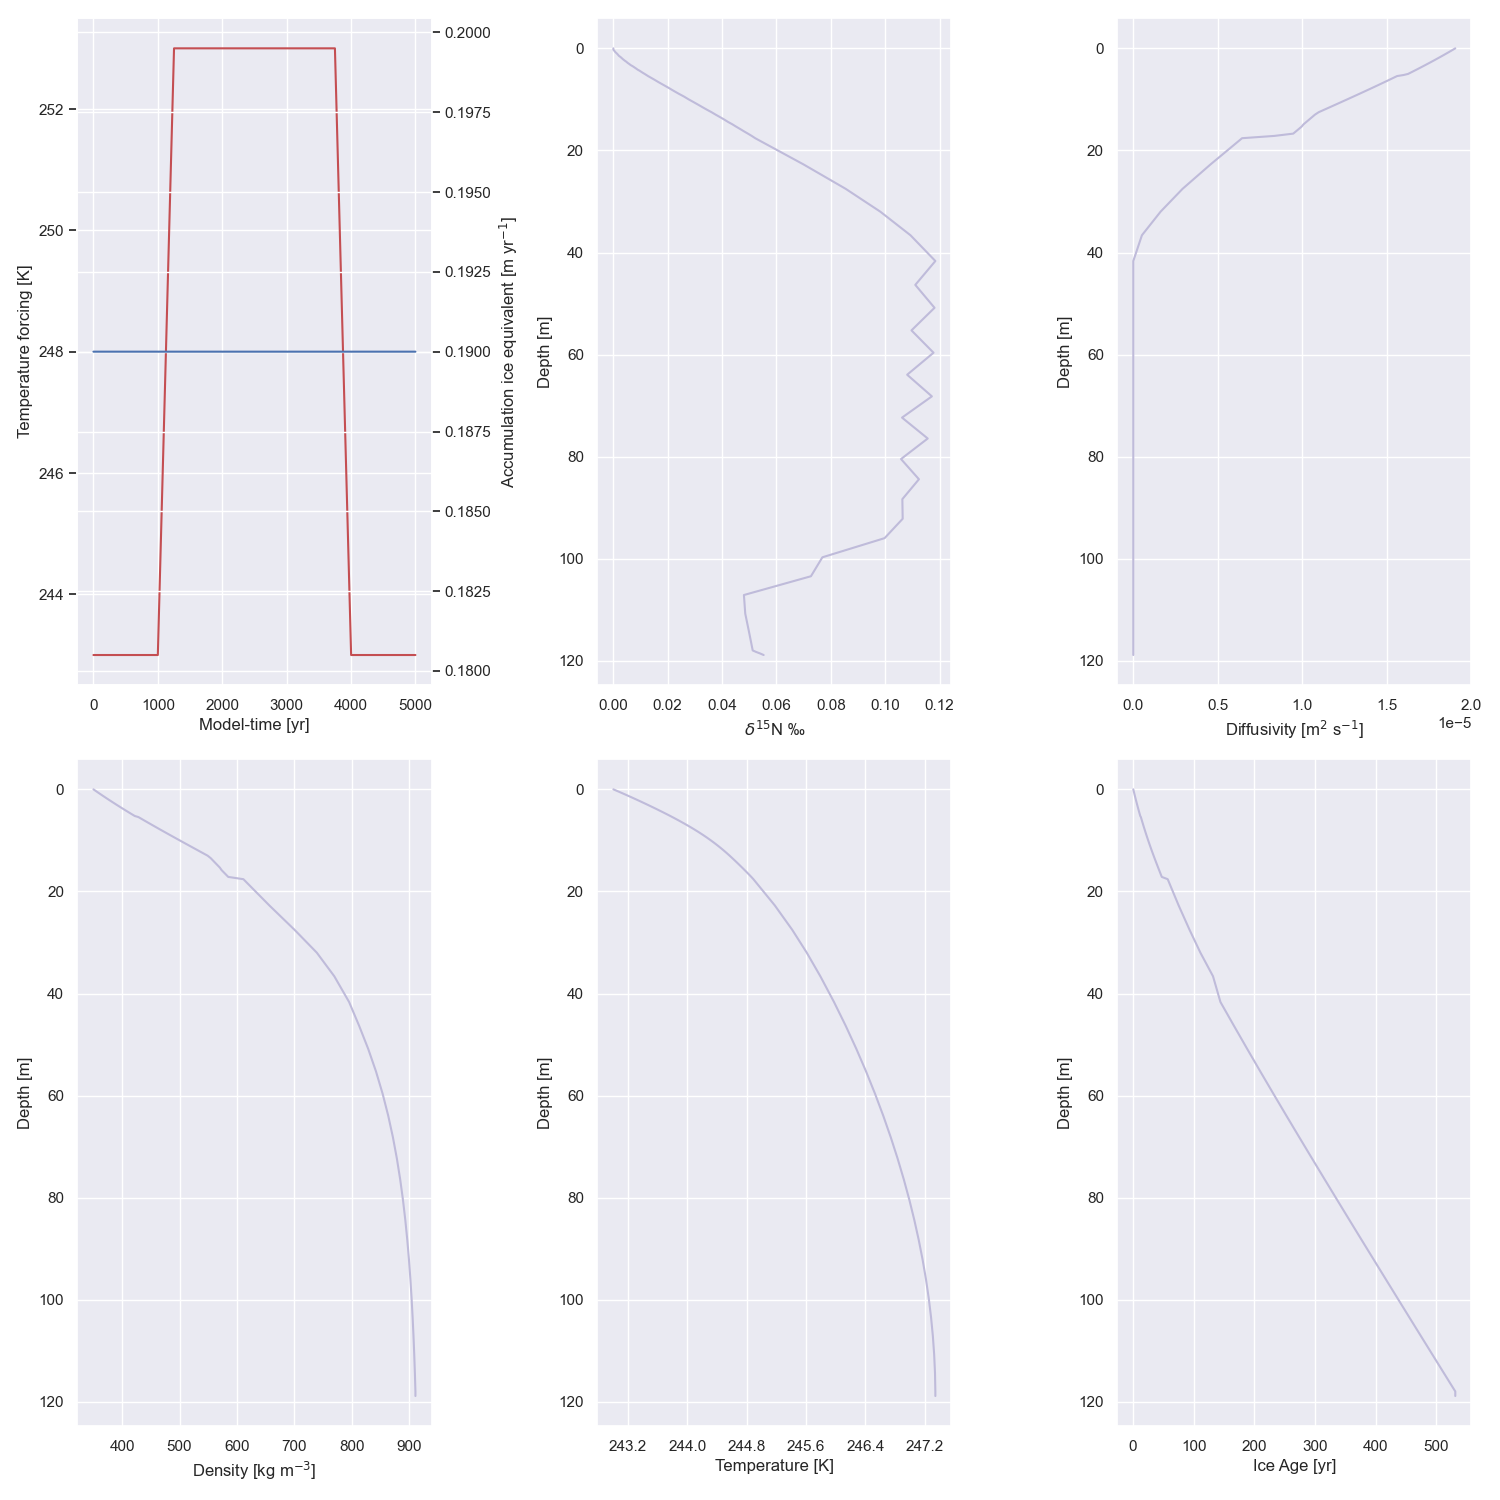 Temperature forcing [K]
252
250
248
246
244
0.2000
0.1975
0.1950
0.1925
0.1900
0.1875
0.1850
0.1825
0.1800
Accumulation ice equivalent [m yr⁻¹]
0 1000 2000 3000 4000 5000
Model-time [yr]
Depth [m]
0
20
40
60
80
100
120
0.00 0.02 0.04 0.06 0.08 0.10 0.12
δ¹⁵N ‰
Depth [m]
0
20
40
60
80
100
120
0.0 0.5 1.0 1.5 2.0
1e−5
Diffusivity [m² s⁻¹]
Depth [m]
0
20
40
60
80
100
120
400 500 600 700 800 900
Density [kg m⁻³]
Depth [m]
0
20
40
60
80
100
120
243.2 244.0 244.8 245.6 246.4 247.2
Temperature [K]
Depth [m]
0
20
40
60
80
100
120
0 100 200 300 400 500
Ice Age [yr]